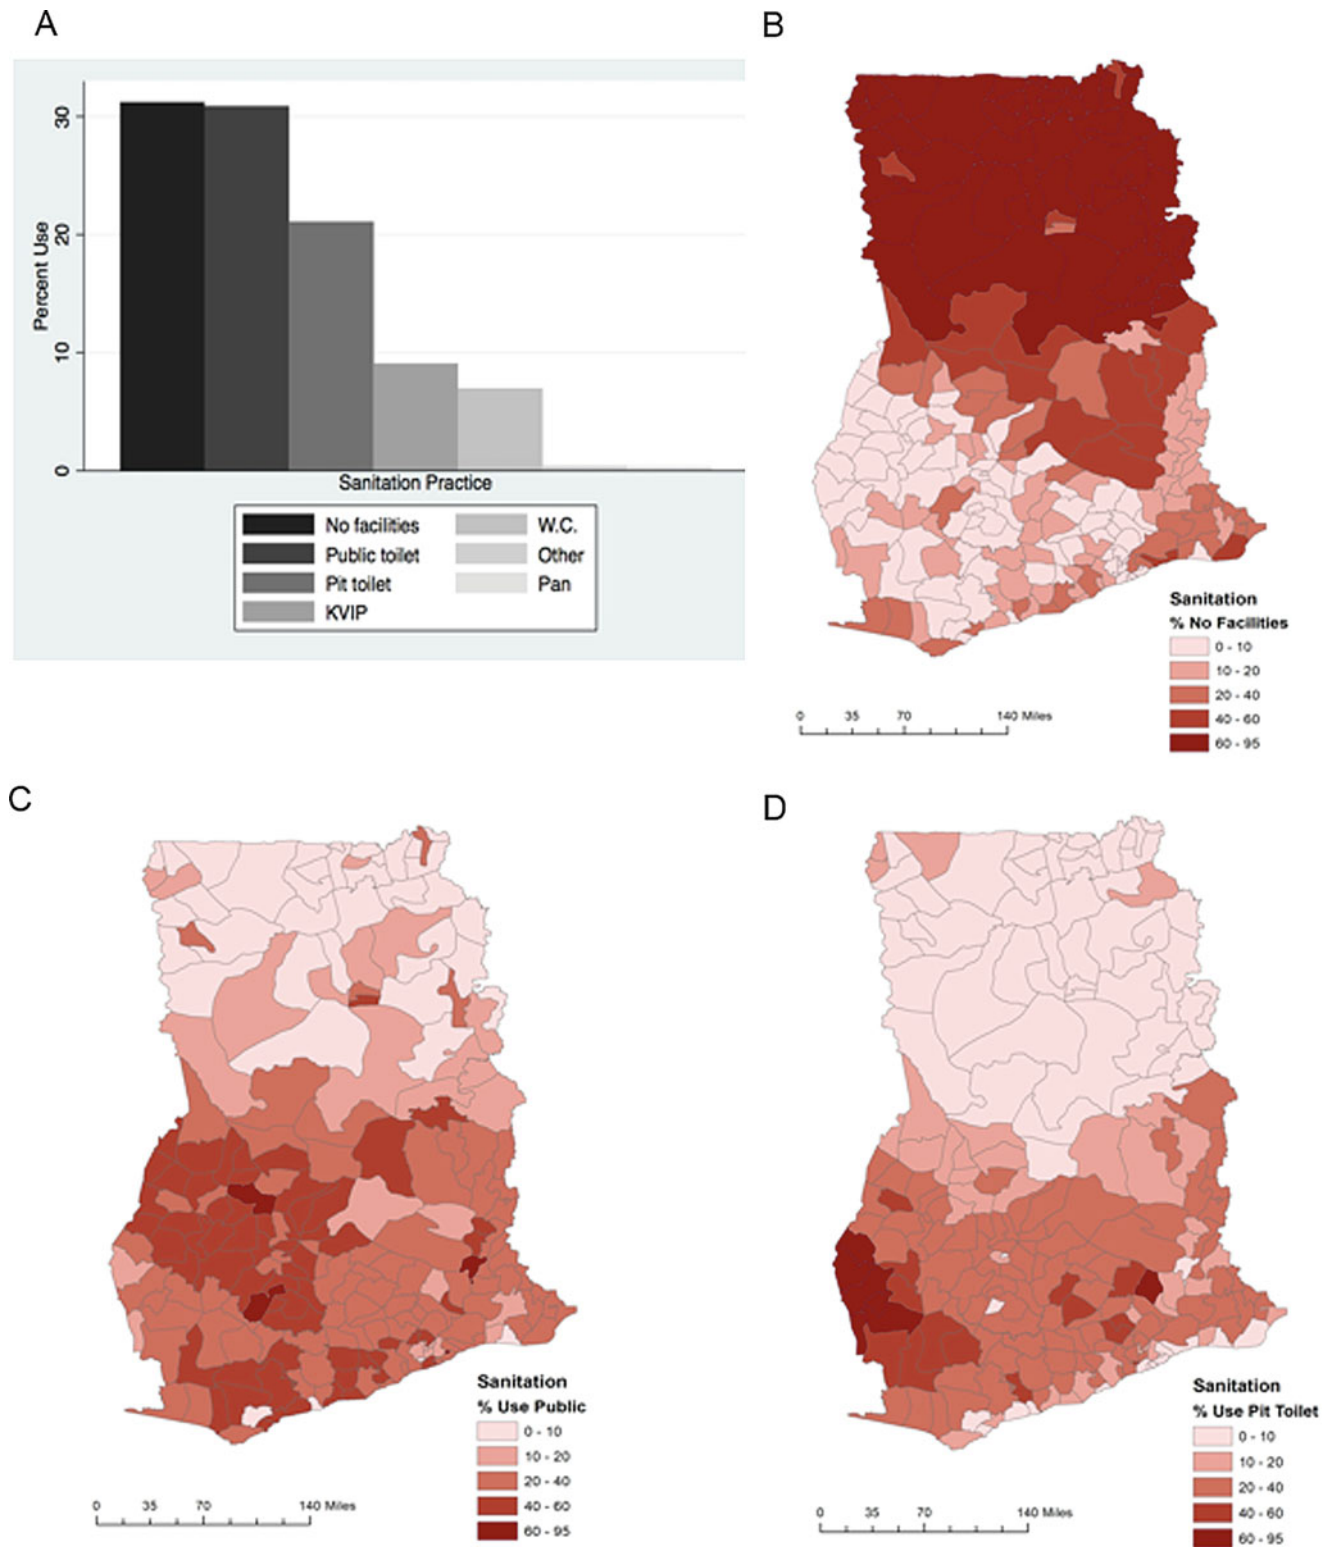 A
Percent Use
30
20
10
0
Sanitation Practice
No facilities
W.C.
Public toilet
Other
Pit toilet
Pan
KVIP
B
Sanitation
% No Facilities
0 - 10
10 - 20
20 - 40
40 - 60
60 - 95
0 35 70 140 Miles
C
Sanitation
% Use Public
0 - 10
10 - 20
20 - 40
40 - 60
60 - 95
0 35 70 140 Miles
D
Sanitation
% Use Pit Toilet
0 - 10
10 - 20
20 - 40
40 - 60
60 - 95
0 35 70 140 Miles